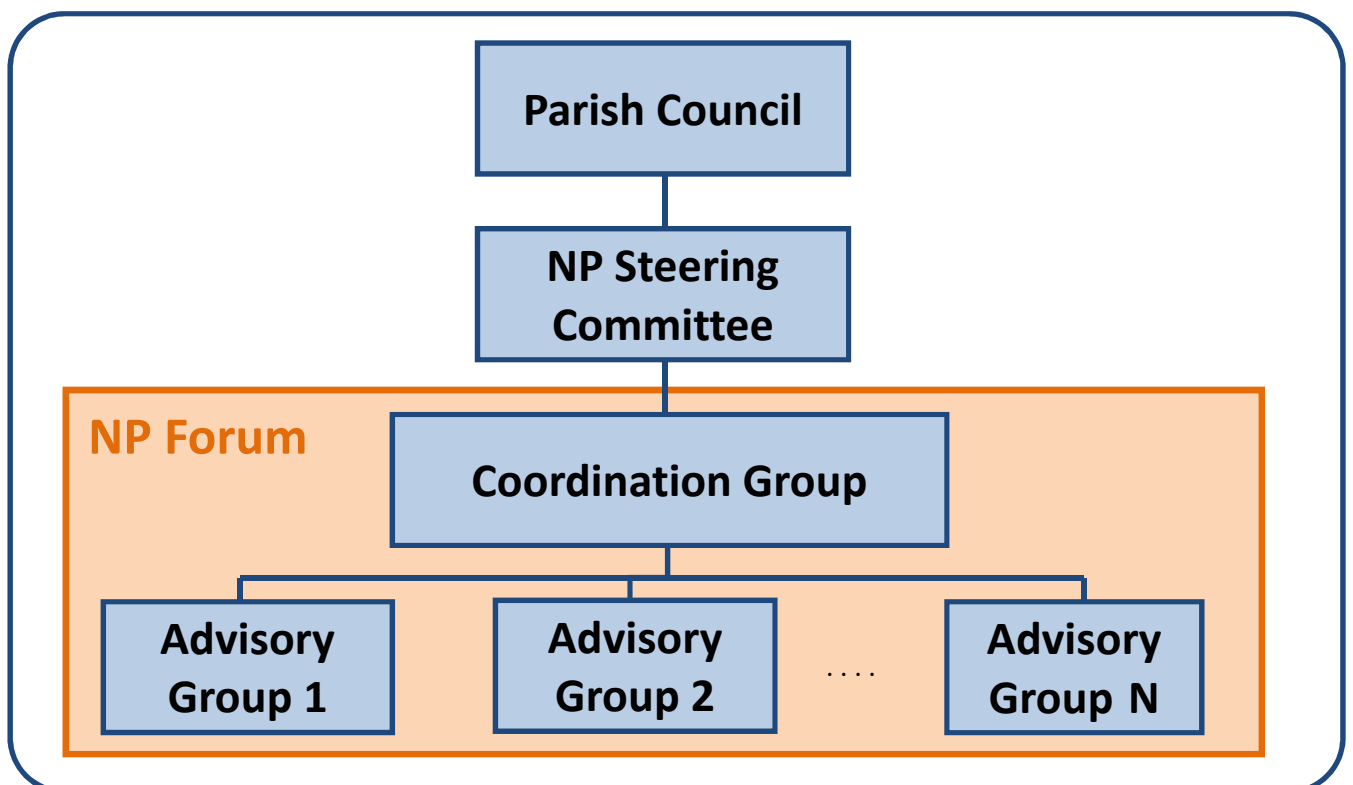 Parish Council
NP Steering
Committee
NP Forum
Coordination Group
Advisory
Group 1
Advisory
Group 2
. . . .
Advisory
Group N